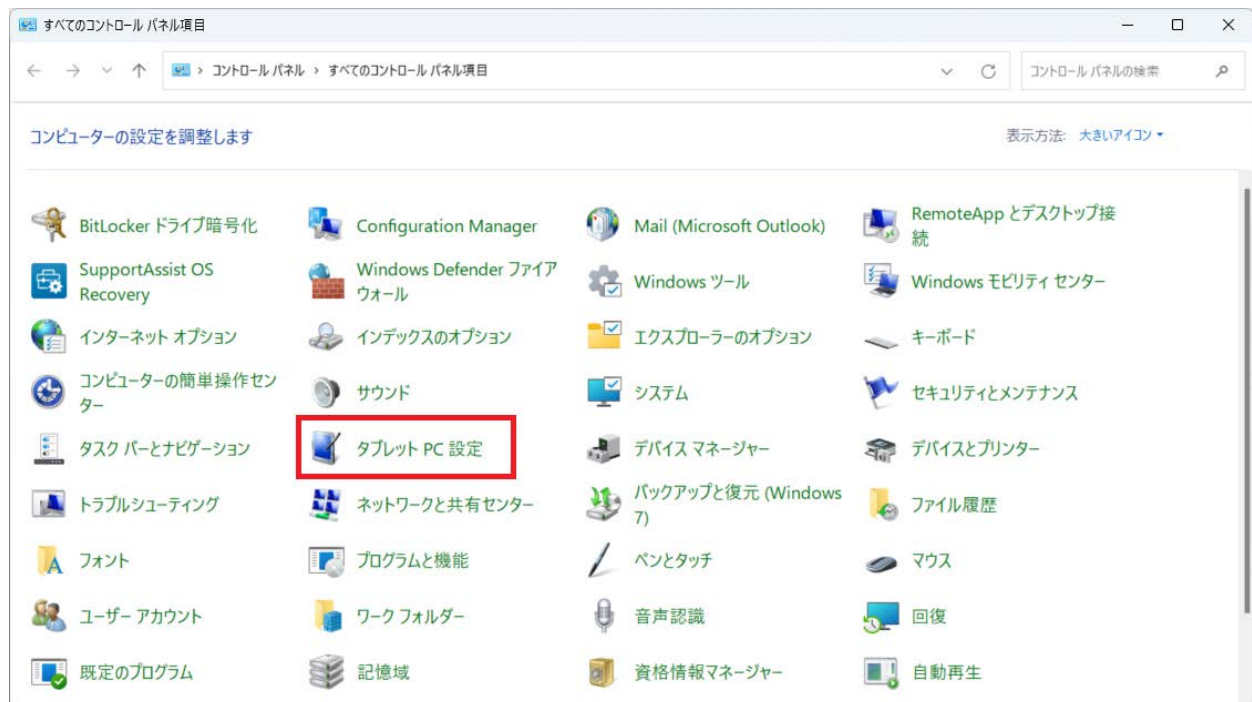 すべてのコントロール パネル項目
コントロール パネル › すべてのコントロール パネル項目
コントロール パネルの検索
コンピューターの設定を調整します
表示方法: 大きいアイコン
BitLocker ドライブ暗号化
Configuration Manager
Mail (Microsoft Outlook)
RemoteApp とデスクトップ接
続
SupportAssist OS
Recovery
Windows Defender ファイア
ウォール
Windows ツール
Windows モビリティ センター
インターネット オプション
インデックスのオプション
エクスプローラーのオプション
キーボード
コンピューターの簡単操作セン
ター
サウンド
システム
セキュリティとメンテナンス
タスク バーとナビゲーション
タブレット PC 設定
デバイス マネージャー
デバイスとプリンター
トラブルシューティング
ネットワークと共有センター
バックアップと復元 (Windows
7)
ファイル履歴
フォント
プログラムと機能
ペンとタッチ
マウス
ユーザー アカウント
ワーク フォルダー
音声認識
回復
既定のプログラム
記憶域
資格情報マネージャー
自動再生